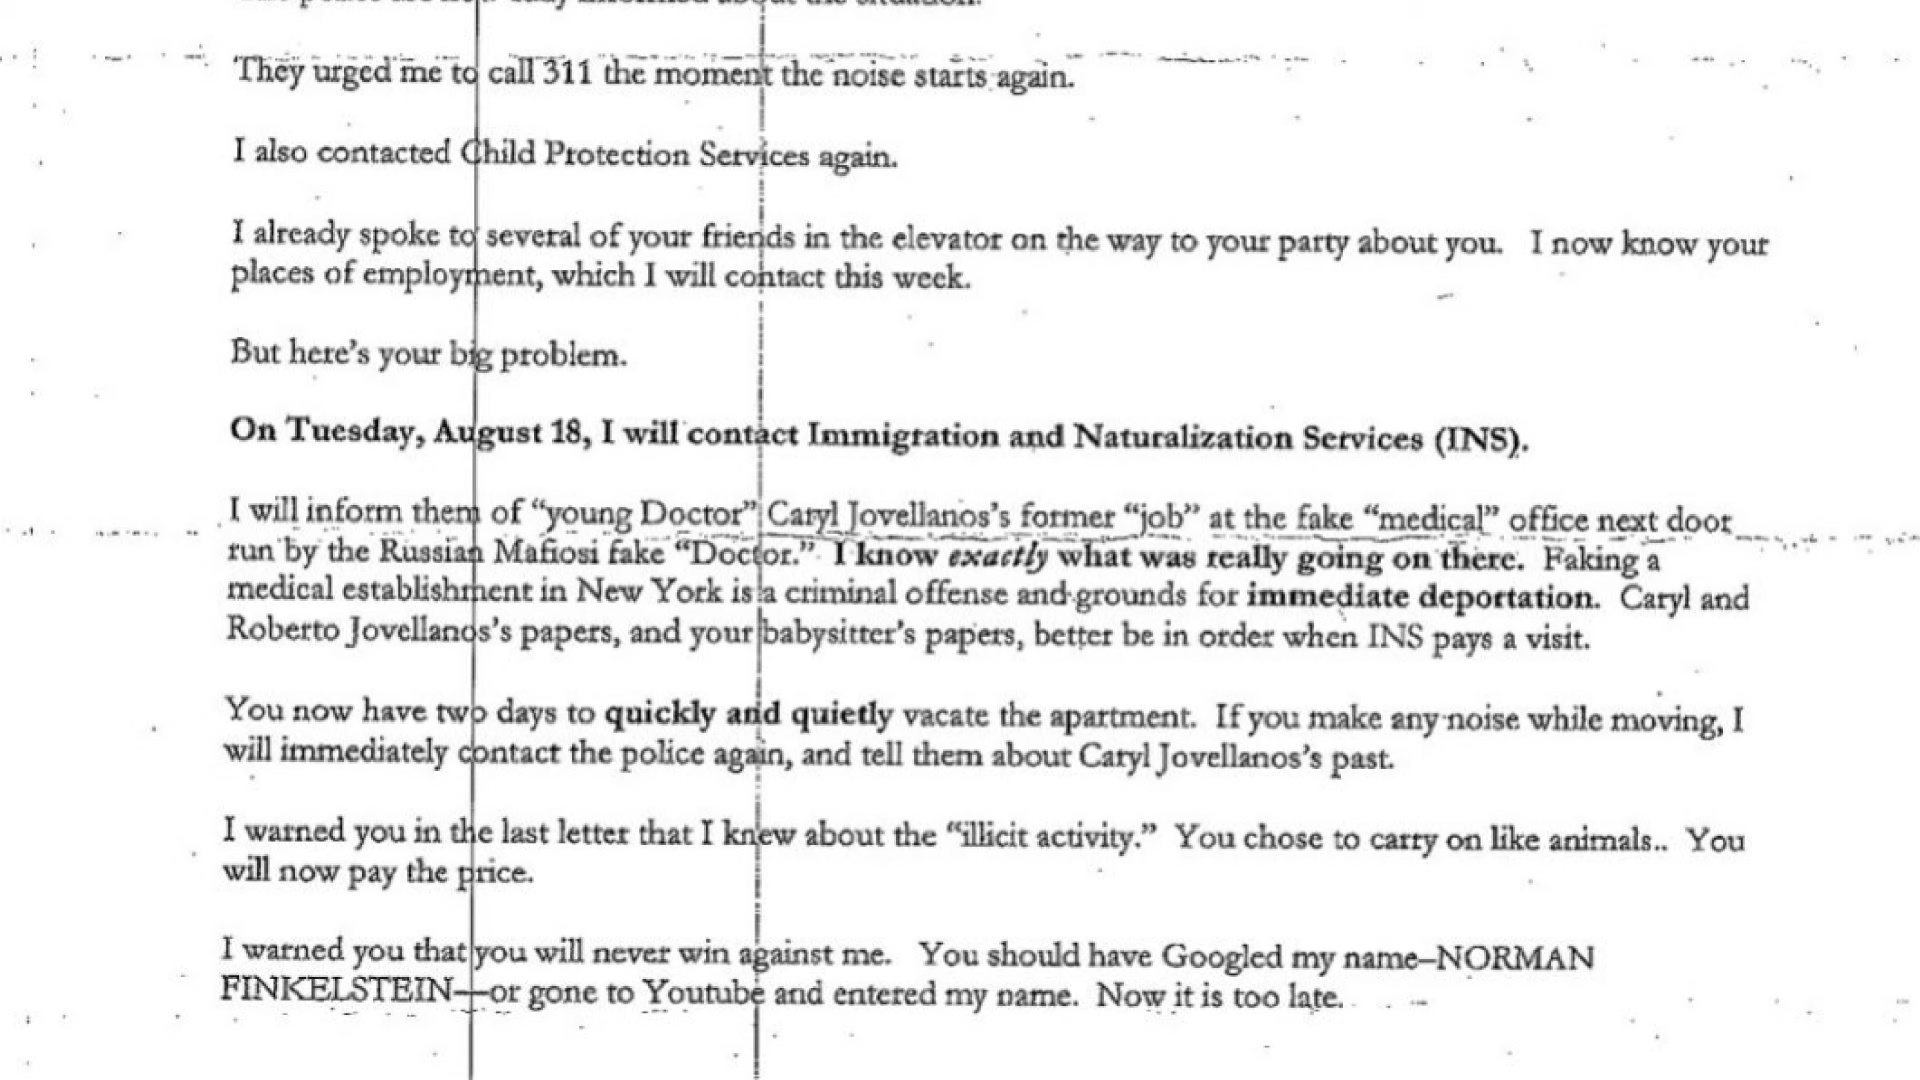 about the situation.
They urged me to call 311 the moment the noise starts again.
I also contacted Child Protection Services again.
I already spoke to several of your friends in the elevator on the way to your party about you. I now know your
places of employment, which I will contact this week.
But here's your big problem.
On Tuesday, August 18, I will contact Immigration and Naturalization Services (INS).
I will inform them of “young Doctor” Caryl Jovellanos's former “job” at the fake “medical” office next door
run by the Russian Mafiosi fake “Doctor.” I know exactly what was really going on there. Faking a
medical establishment in New York is a criminal offense and grounds for immediate deportation. Caryl and
Roberto Jovellanos's papers, and your babysitter's papers, better be in order when INS pays a visit.
You now have two days to quickly and quietly vacate the apartment. If you make any noise while moving, I
will immediately contact the police again, and tell them about Caryl Jovellanos's past.
I warned you in the last letter that I knew about the “illicit activity.” You chose to carry on like animals.. You
will now pay the price.
I warned you that you will never win against me. You should have Googled my name–NORMAN
FINKELSTEIN—or gone to Youtube and entered my name. Now it is too late.